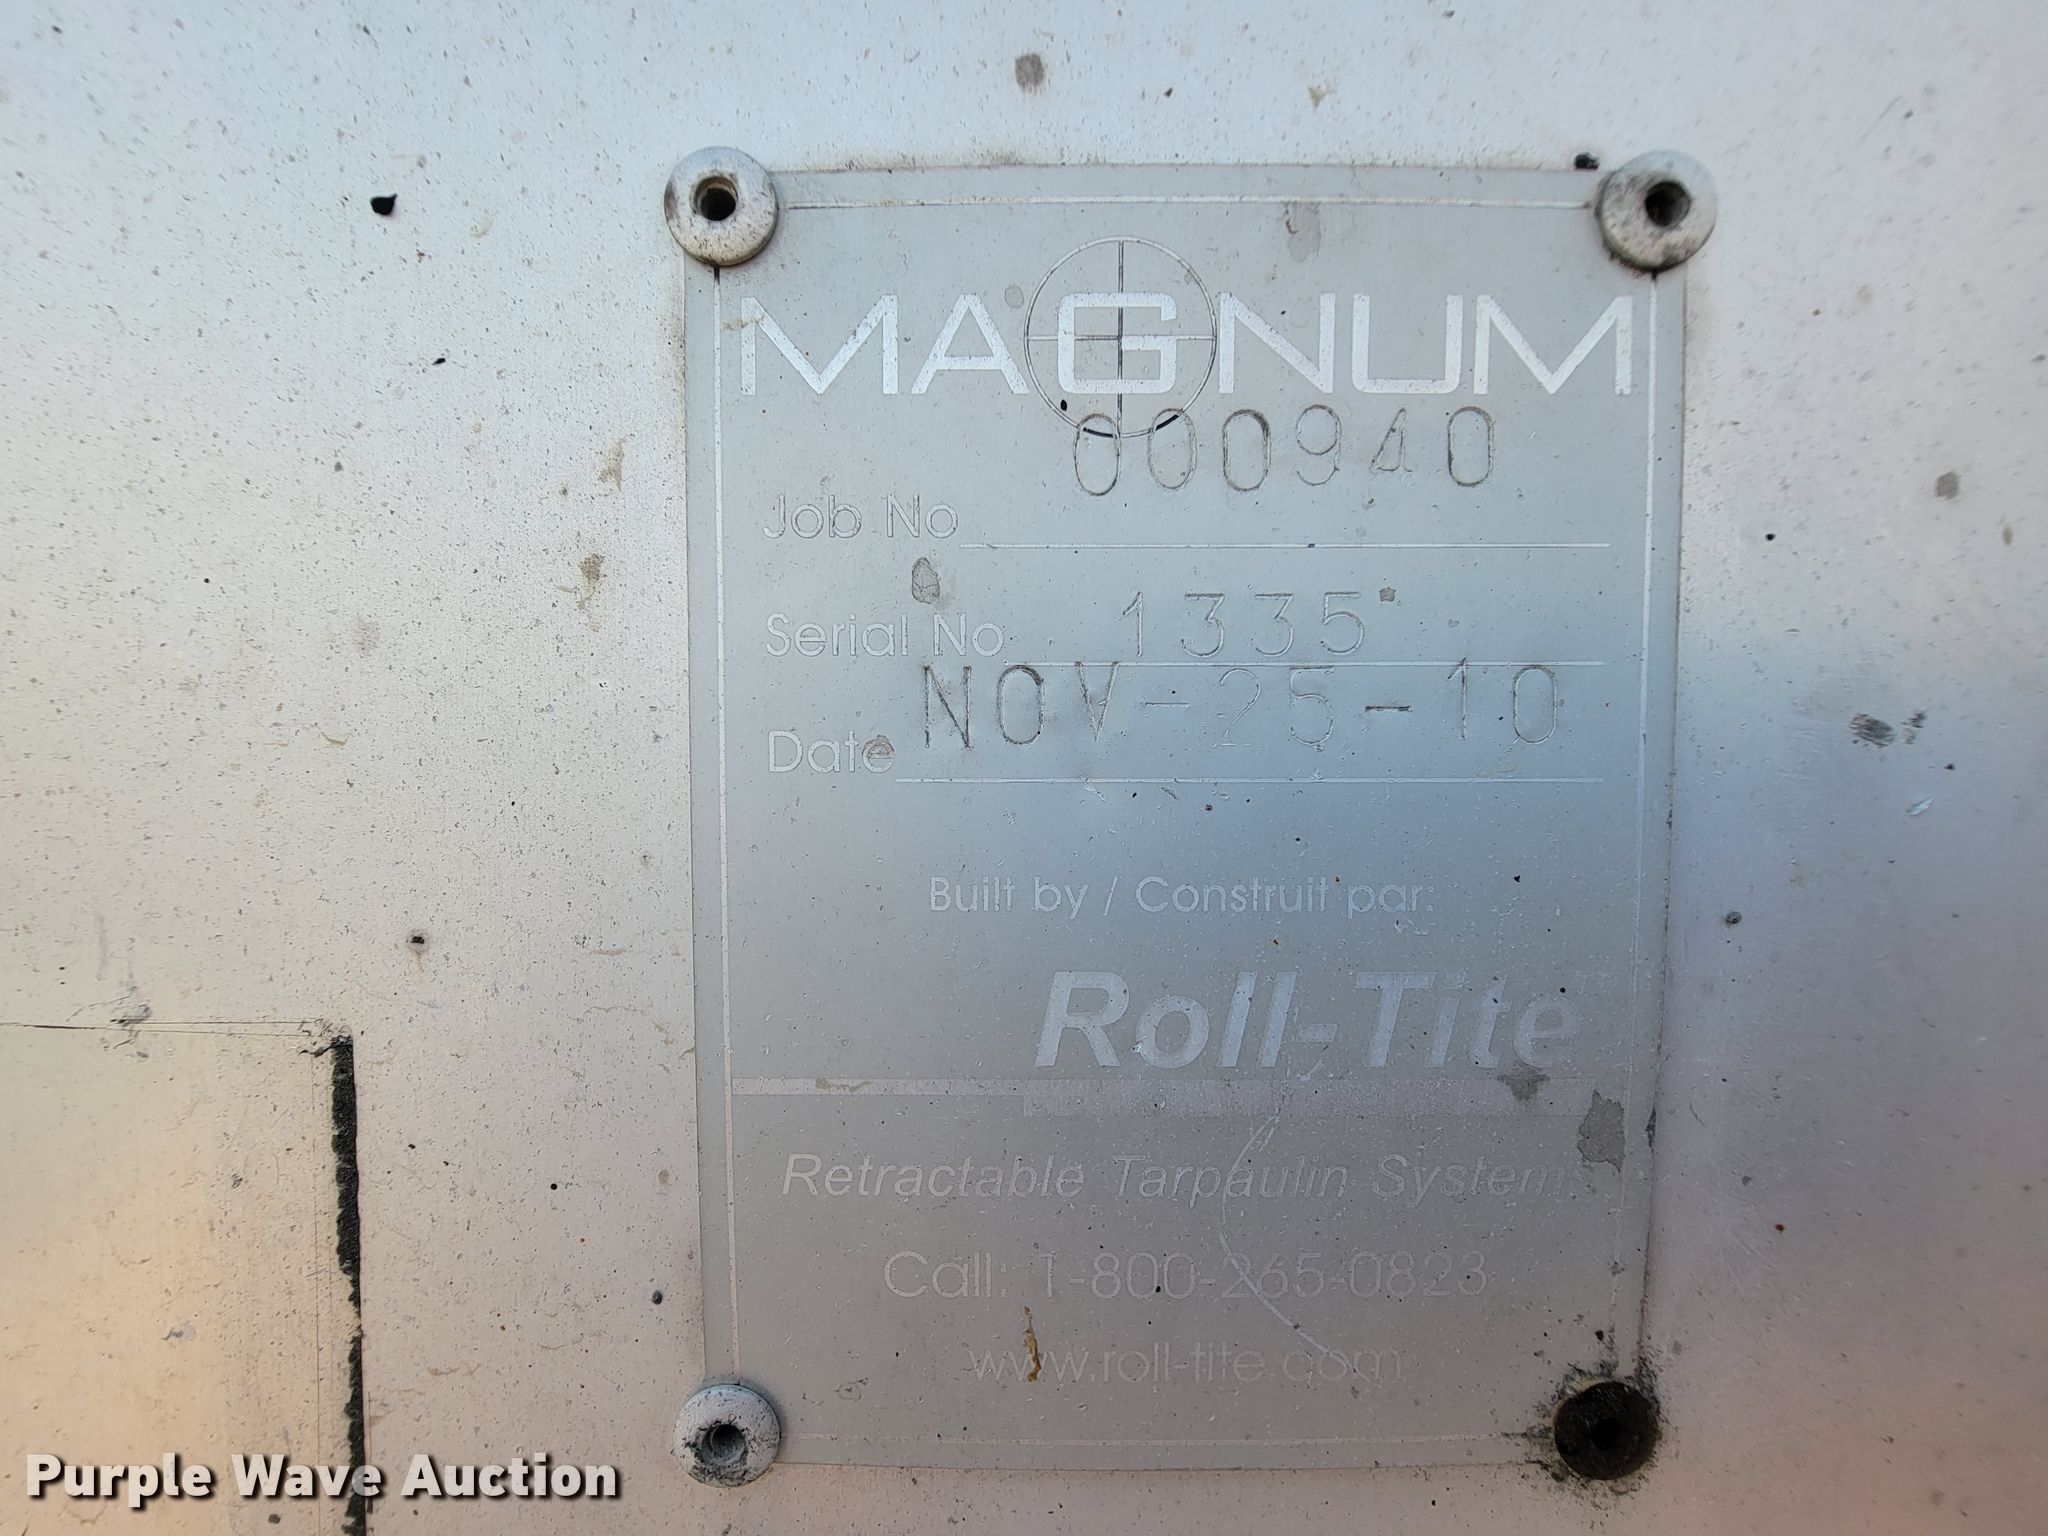 MAGNUM
000940
Job No
Serial No 1335
NOV-25-10
Date
Built by / Construit par:
Roll-Tite
Retractable Tarpaulin System
Call: 1-800-265-0823
www.roll-tite.com
Purple Wave Auction